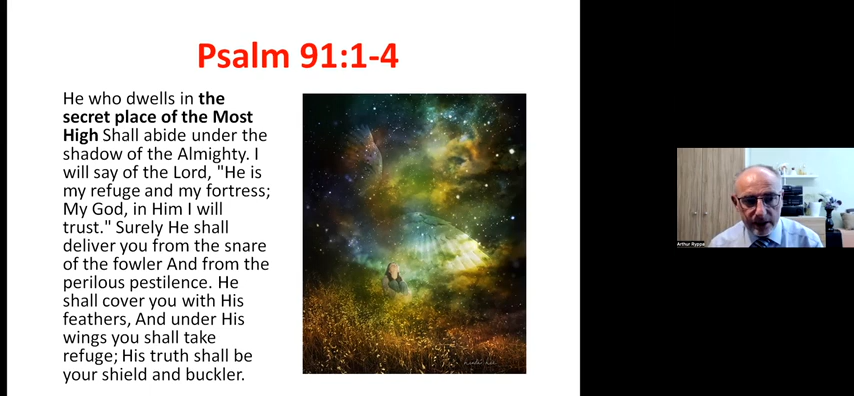 Psalm 91:1-4
He who dwells in the
secret place of the Most
High Shall abide under the
shadow of the Almighty. I
will say of the Lord, "He is
my refuge and my fortress;
My God, in Him I will
trust." Surely He shall
deliver you from the snare
of the fowler And from the
perilous pestilence. He
shall cover you with His
feathers, And under His
wings you shall take
refuge; His truth shall be
your shield and buckler.
Arthur Ryppa